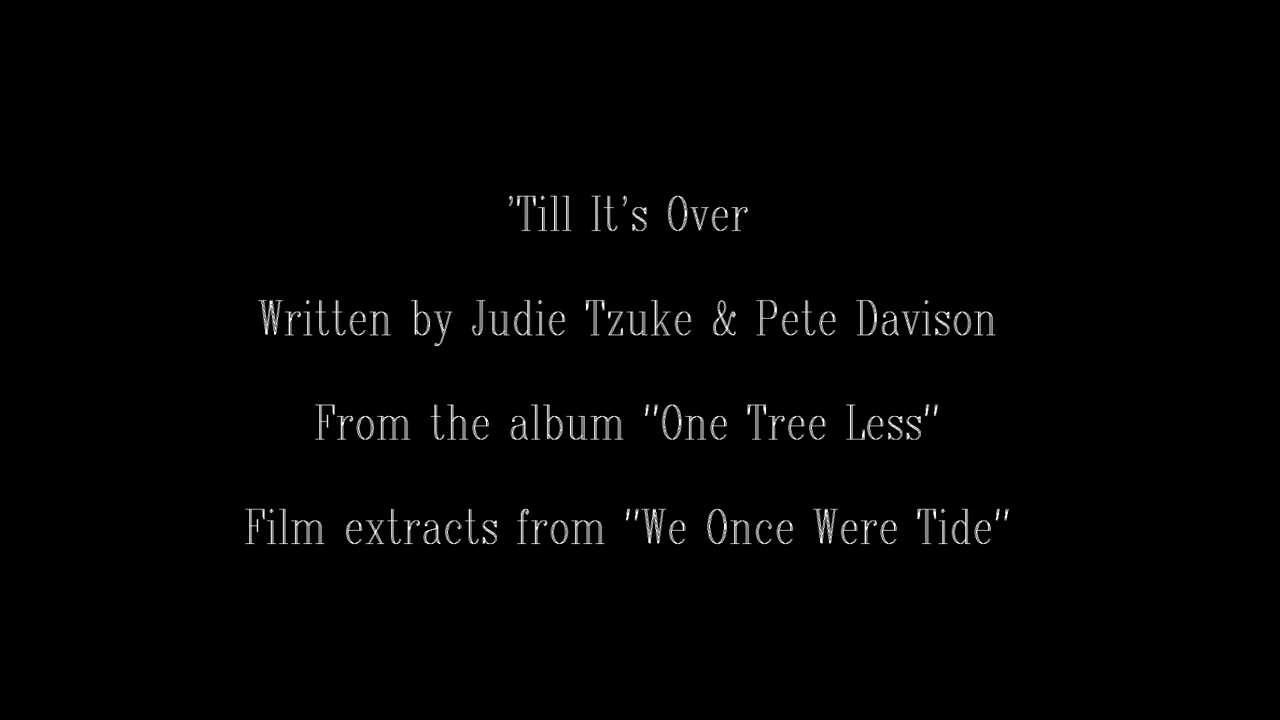 'Till It's Over
Written by Judie Tzuke & Pete Davison
From the album "One Tree Less"
Film extracts from "We Once Were Tide"